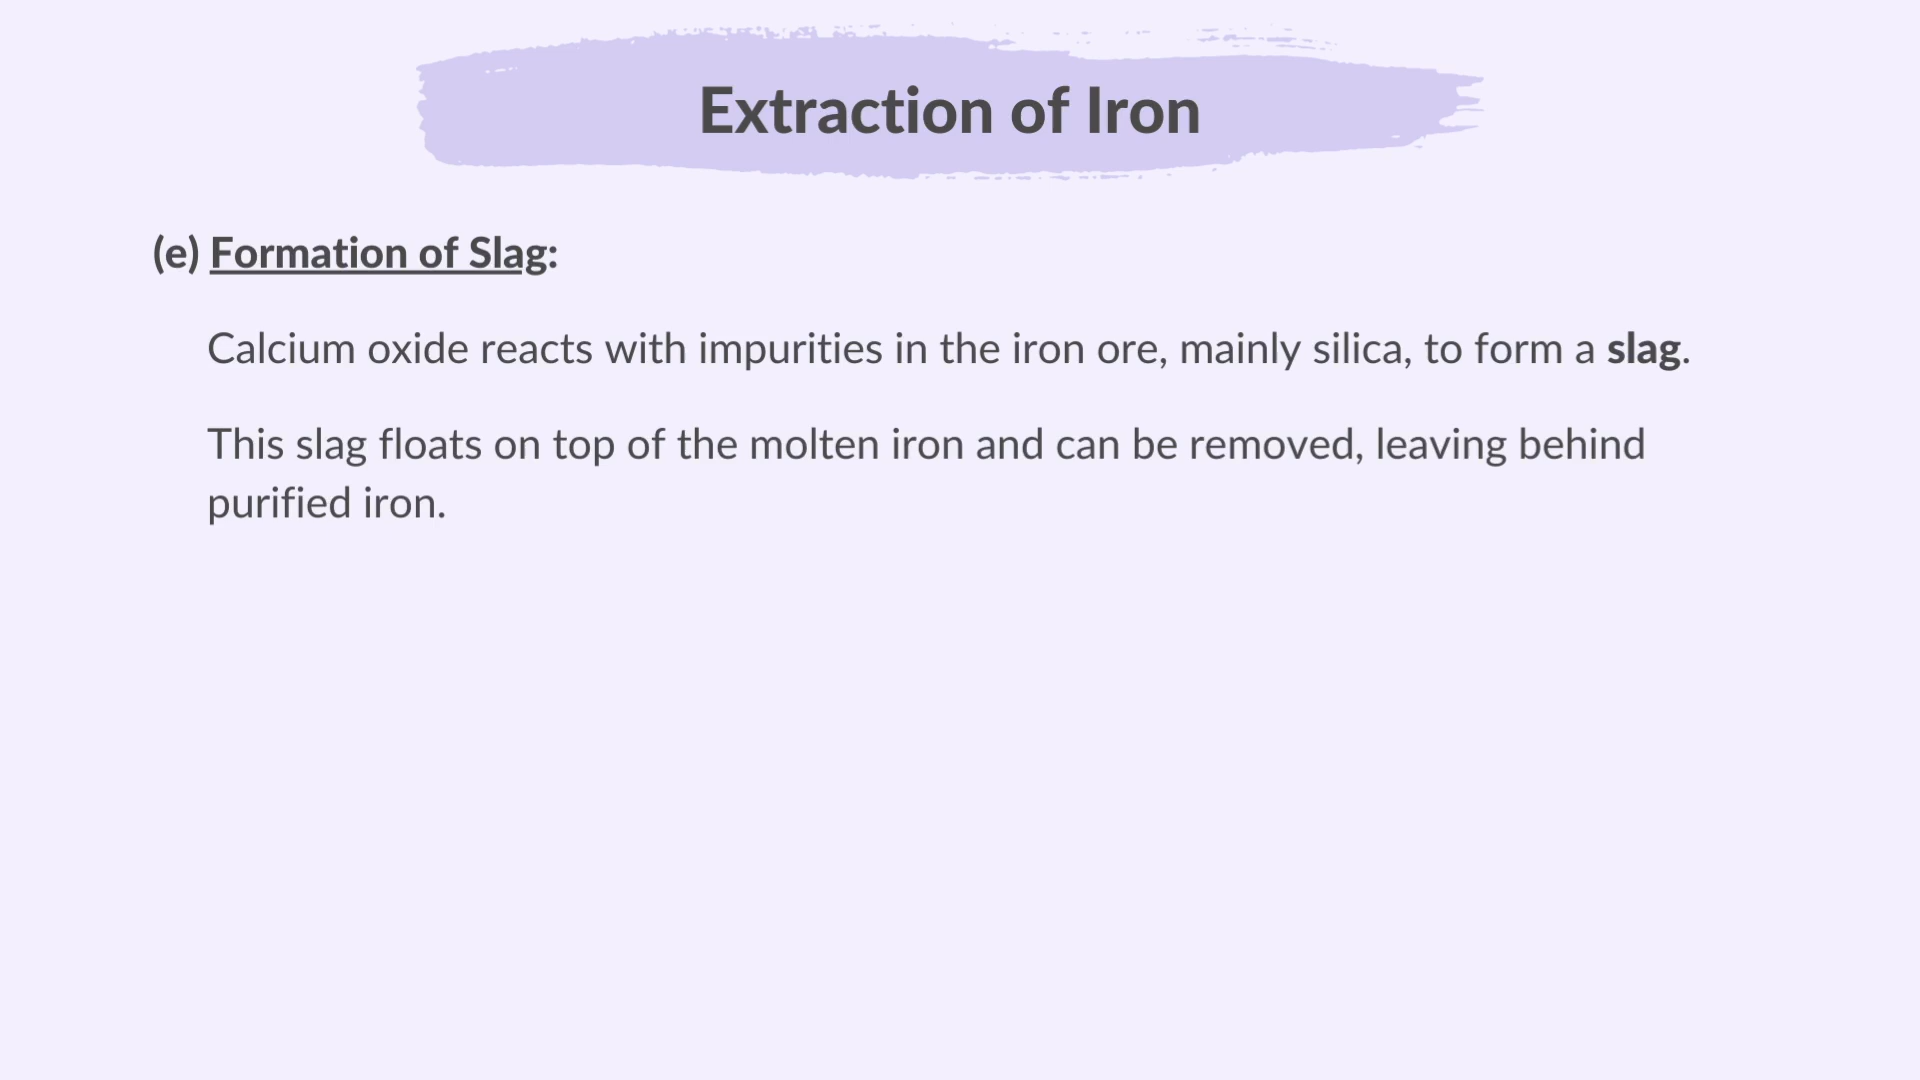 Extraction of Iron
(e) Formation of Slag:
Calcium oxide reacts with impurities in the iron ore, mainly silica, to form a slag.
This slag floats on top of the molten iron and can be removed, leaving behind
purified iron.